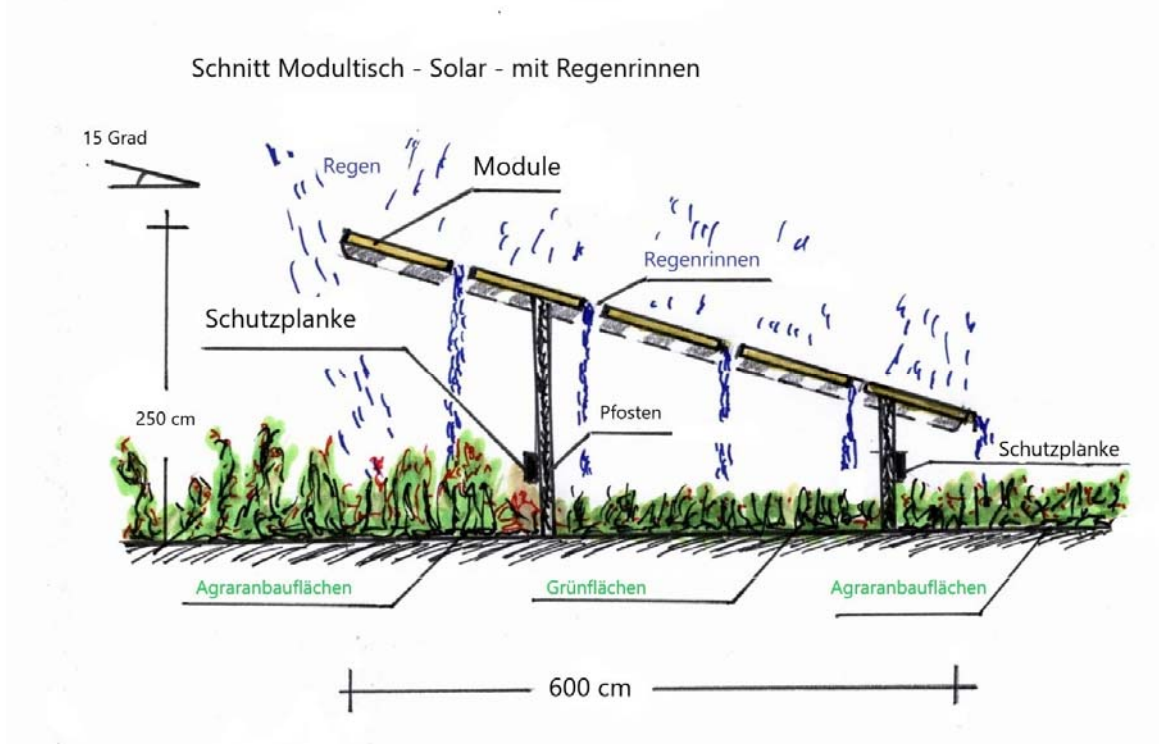 Schnitt Modultisch - Solar - mit Regenrinnen
15 Grad
Regen
Module
Regenrinnen
Schutzplanke
250 cm
Pfosten
Schutzplanke
Agraranbauflächen
Grünflächen
Agraranbauflächen
600 cm